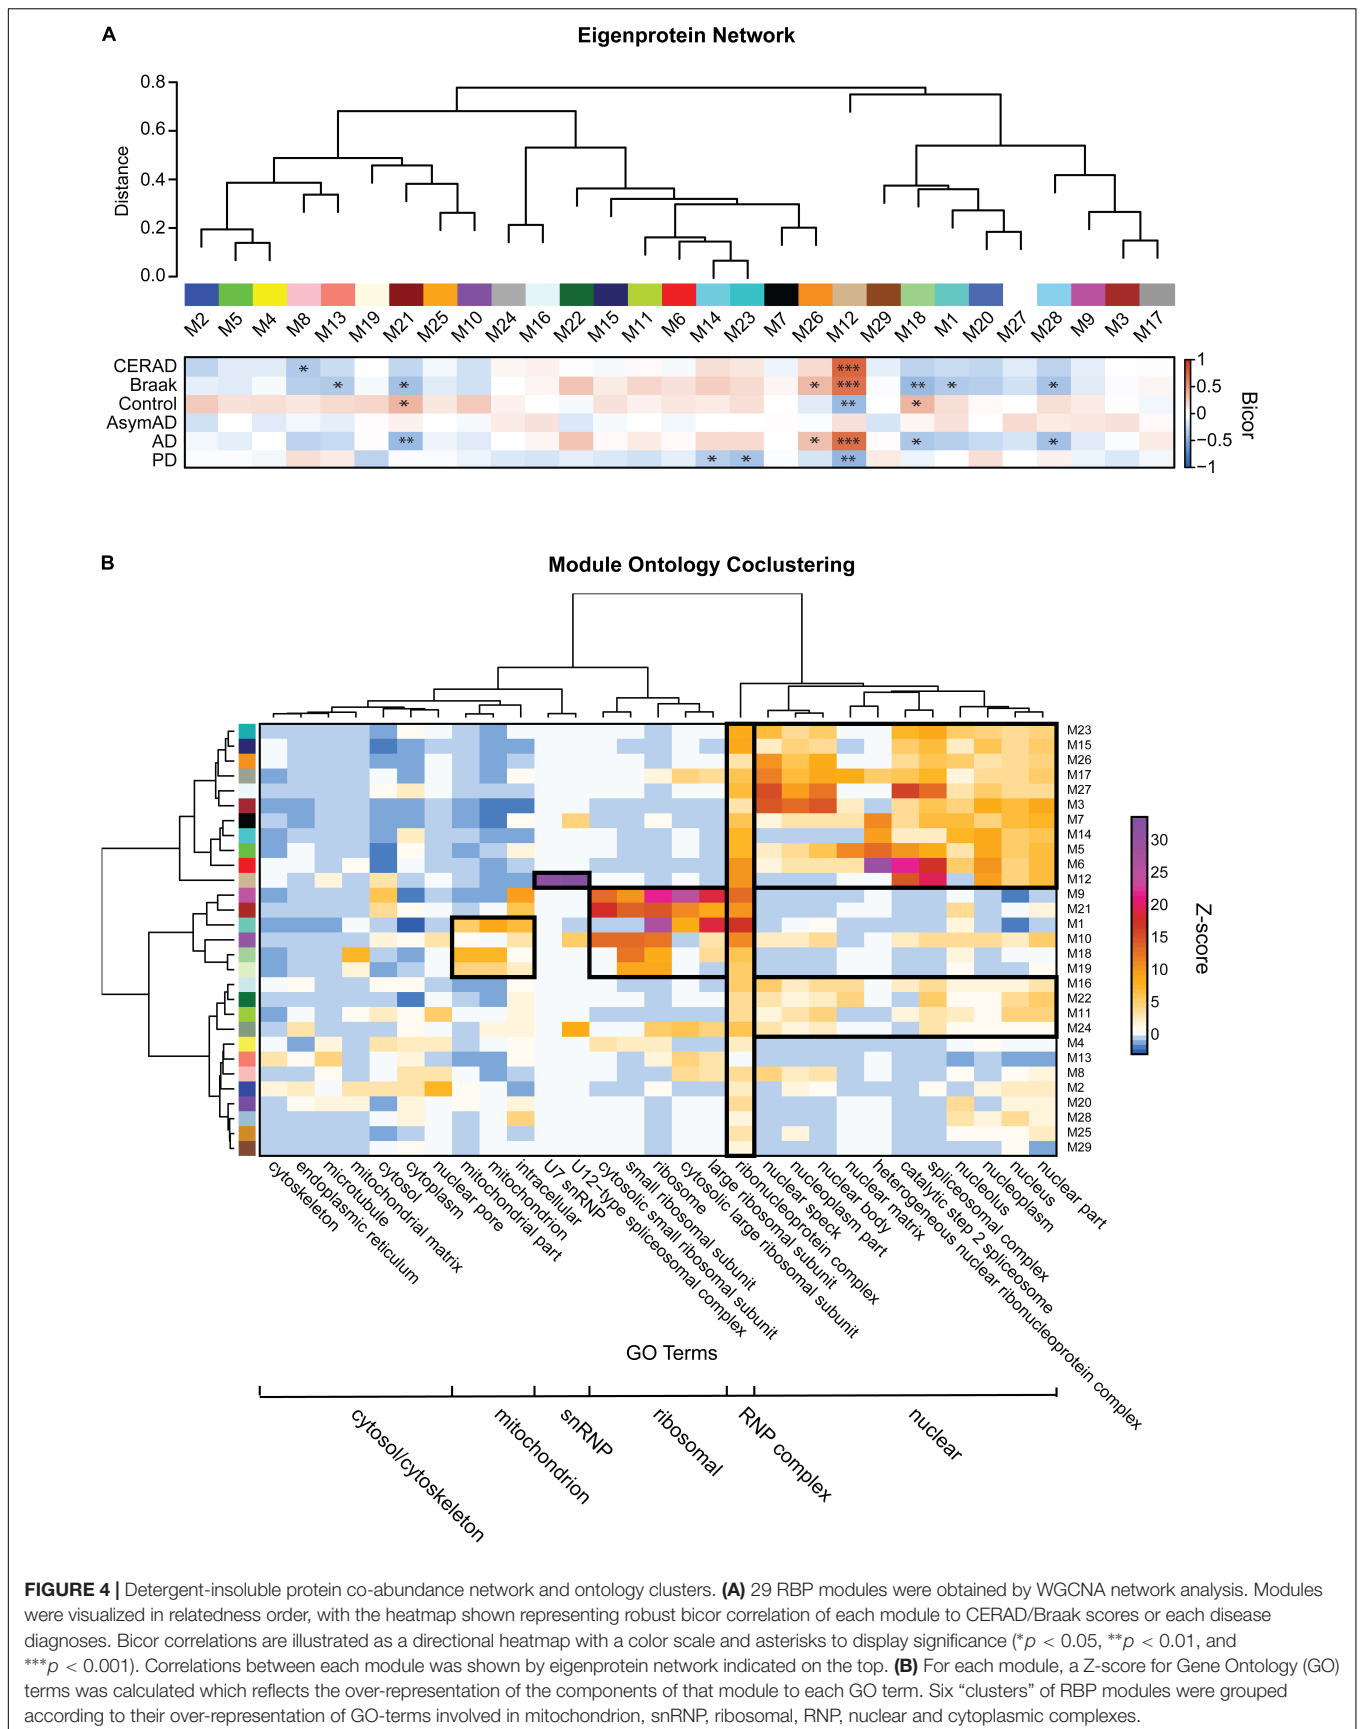 A
Eigenprotein Network
Distance
0.8
0.6
0.4
0.2
0.0
M2 M5 M4 M8 M13 M19 M21 M25 M10 M24 M16 M22 M15 M11 M6 M14 M23 M7 M26 M12 M29 M18 M1 M20 M27 M28 M9 M3 M17
CERAD * ***
Braak * * * *** ** * *
Control * ** *
AsymAD
AD ** * *** * *
PD * * **
1
0.5
0
−0.5
−1
Bicor
B
Module Ontology Coclustering
M23
M15
M26
M17
M27
M3
M7
M14
M5
M6
M12
M9
M21
M1
M10
M18
M19
M16
M22
M11
M24
M4
M13
M8
M2
M20
M28
M25
M29
30
25
20
15
10
5
0
Z-score
cytoskeleton
endoplasmic reticulum
microtubule
mitochondrial matrix
cytosol
cytoplasm
nuclear pore
mitochondrial part
mitochondrion
intracellular
U7 snRNP
U12−type spliceosomal complex
cytosolic small ribosomal subunit
small ribosomal subunit
ribosome
cytosolic large ribosomal subunit
large ribosomal subunit
ribonucleoprotein complex
nuclear speck
nucleoplasm part
nuclear body
nuclear matrix
heterogeneous nuclear ribonucleoprotein complex
catalytic step 2 spliceosome
spliceosomal complex
nucleolus
nucleoplasm
nucleus
nuclear part
GO Terms
cytosol/cytoskeleton
mitochondrion
snRNP
ribosomal
RNP complex
nuclear
FIGURE 4 | Detergent-insoluble protein co-abundance network and ontology clusters. (A) 29 RBP modules were obtained by WGCNA network analysis. Modules
were visualized in relatedness order, with the heatmap shown representing robust bicor correlation of each module to CERAD/Braak scores or each disease
diagnoses. Bicor correlations are illustrated as a directional heatmap with a color scale and asterisks to display significance (*p < 0.05, **p < 0.01, and
***p < 0.001). Correlations between each module was shown by eigenprotein network indicated on the top. (B) For each module, a Z-score for Gene Ontology (GO)
terms was calculated which reflects the over-representation of the components of that module to each GO term. Six “clusters” of RBP modules were grouped
according to their over-representation of GO-terms involved in mitochondrion, snRNP, ribosomal, RNP, nuclear and cytoplasmic complexes.